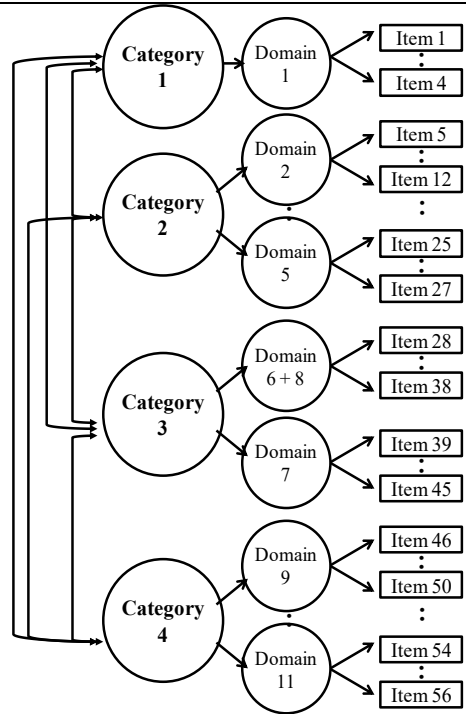 Category
1
Domain
1
Item 1
Item 4
Category
2
Domain
2
Item 5
Item 12
Domain
5
Item 25
Item 27
Category
3
Domain
6 + 8
Item 28
Item 38
Domain
7
Item 39
Item 45
Category
4
Domain
9
Item 46
Item 50
Domain
11
Item 54
Item 56